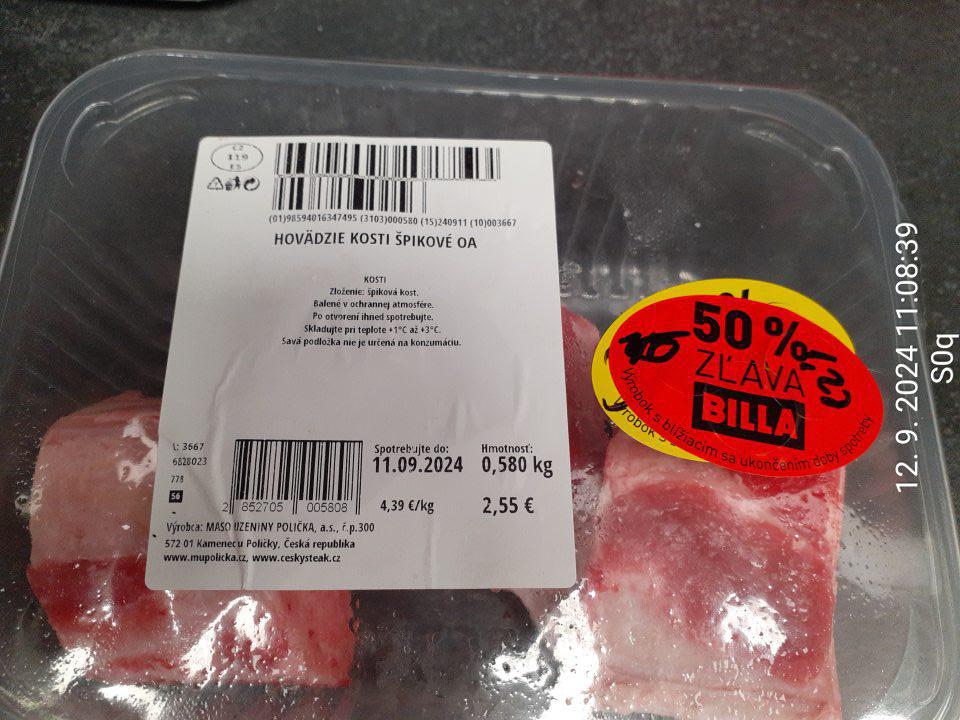 CZ
119
ES
(01)98594016347495 (3103)000580 (15)240911 (10)003667
HOVÄDZIE KOSTI ŠPIKOVÉ OA
KOSTI
Zloženie: špiková kost.
Balené v ochrannej atmosfére.
Po otvorení ihneď spotrebujte.
Skladujte pri teplote +1°C až +3°C.
Savá podložka nie je určená na konzumáciu.
L: 3667
6828023
778
56
2 852705 005808
Spotrebujte do:
11.09.2024
4,39 €/kg
Hmotnosť:
0,580 kg
2,55 €
Výrobca: MASO UZENINY POLIČKA, a.s., č.p.300
572 01 Kamenec u Poličky, Česká republika
www.mupolicka.cz, www.ceskysteak.cz
50 %
ZĽAVA
BILLA
Výrobok s blížiacim sa ukončením doby spotreby
Výrobok s
12. 9. 2024 11:08:39
S0q